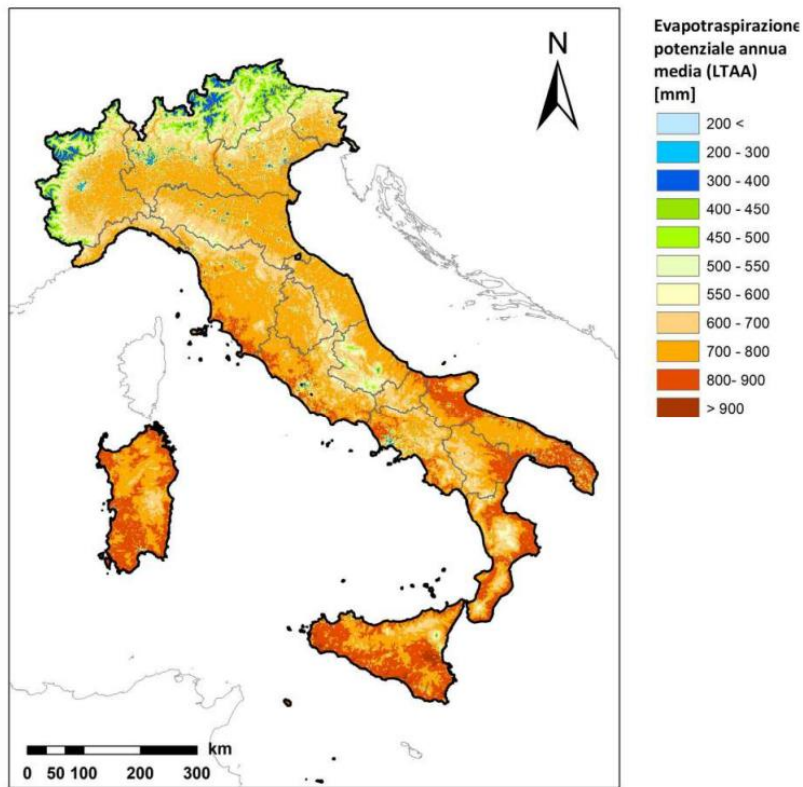 Evapotraspirazione
potenziale annua
media (LTAA)
[mm]
N
200 <
200 - 300
300 - 400
400 - 450
450 - 500
500 - 550
550 - 600
600 - 700
700 - 800
800- 900
> 900
km
0 50 100 200 300